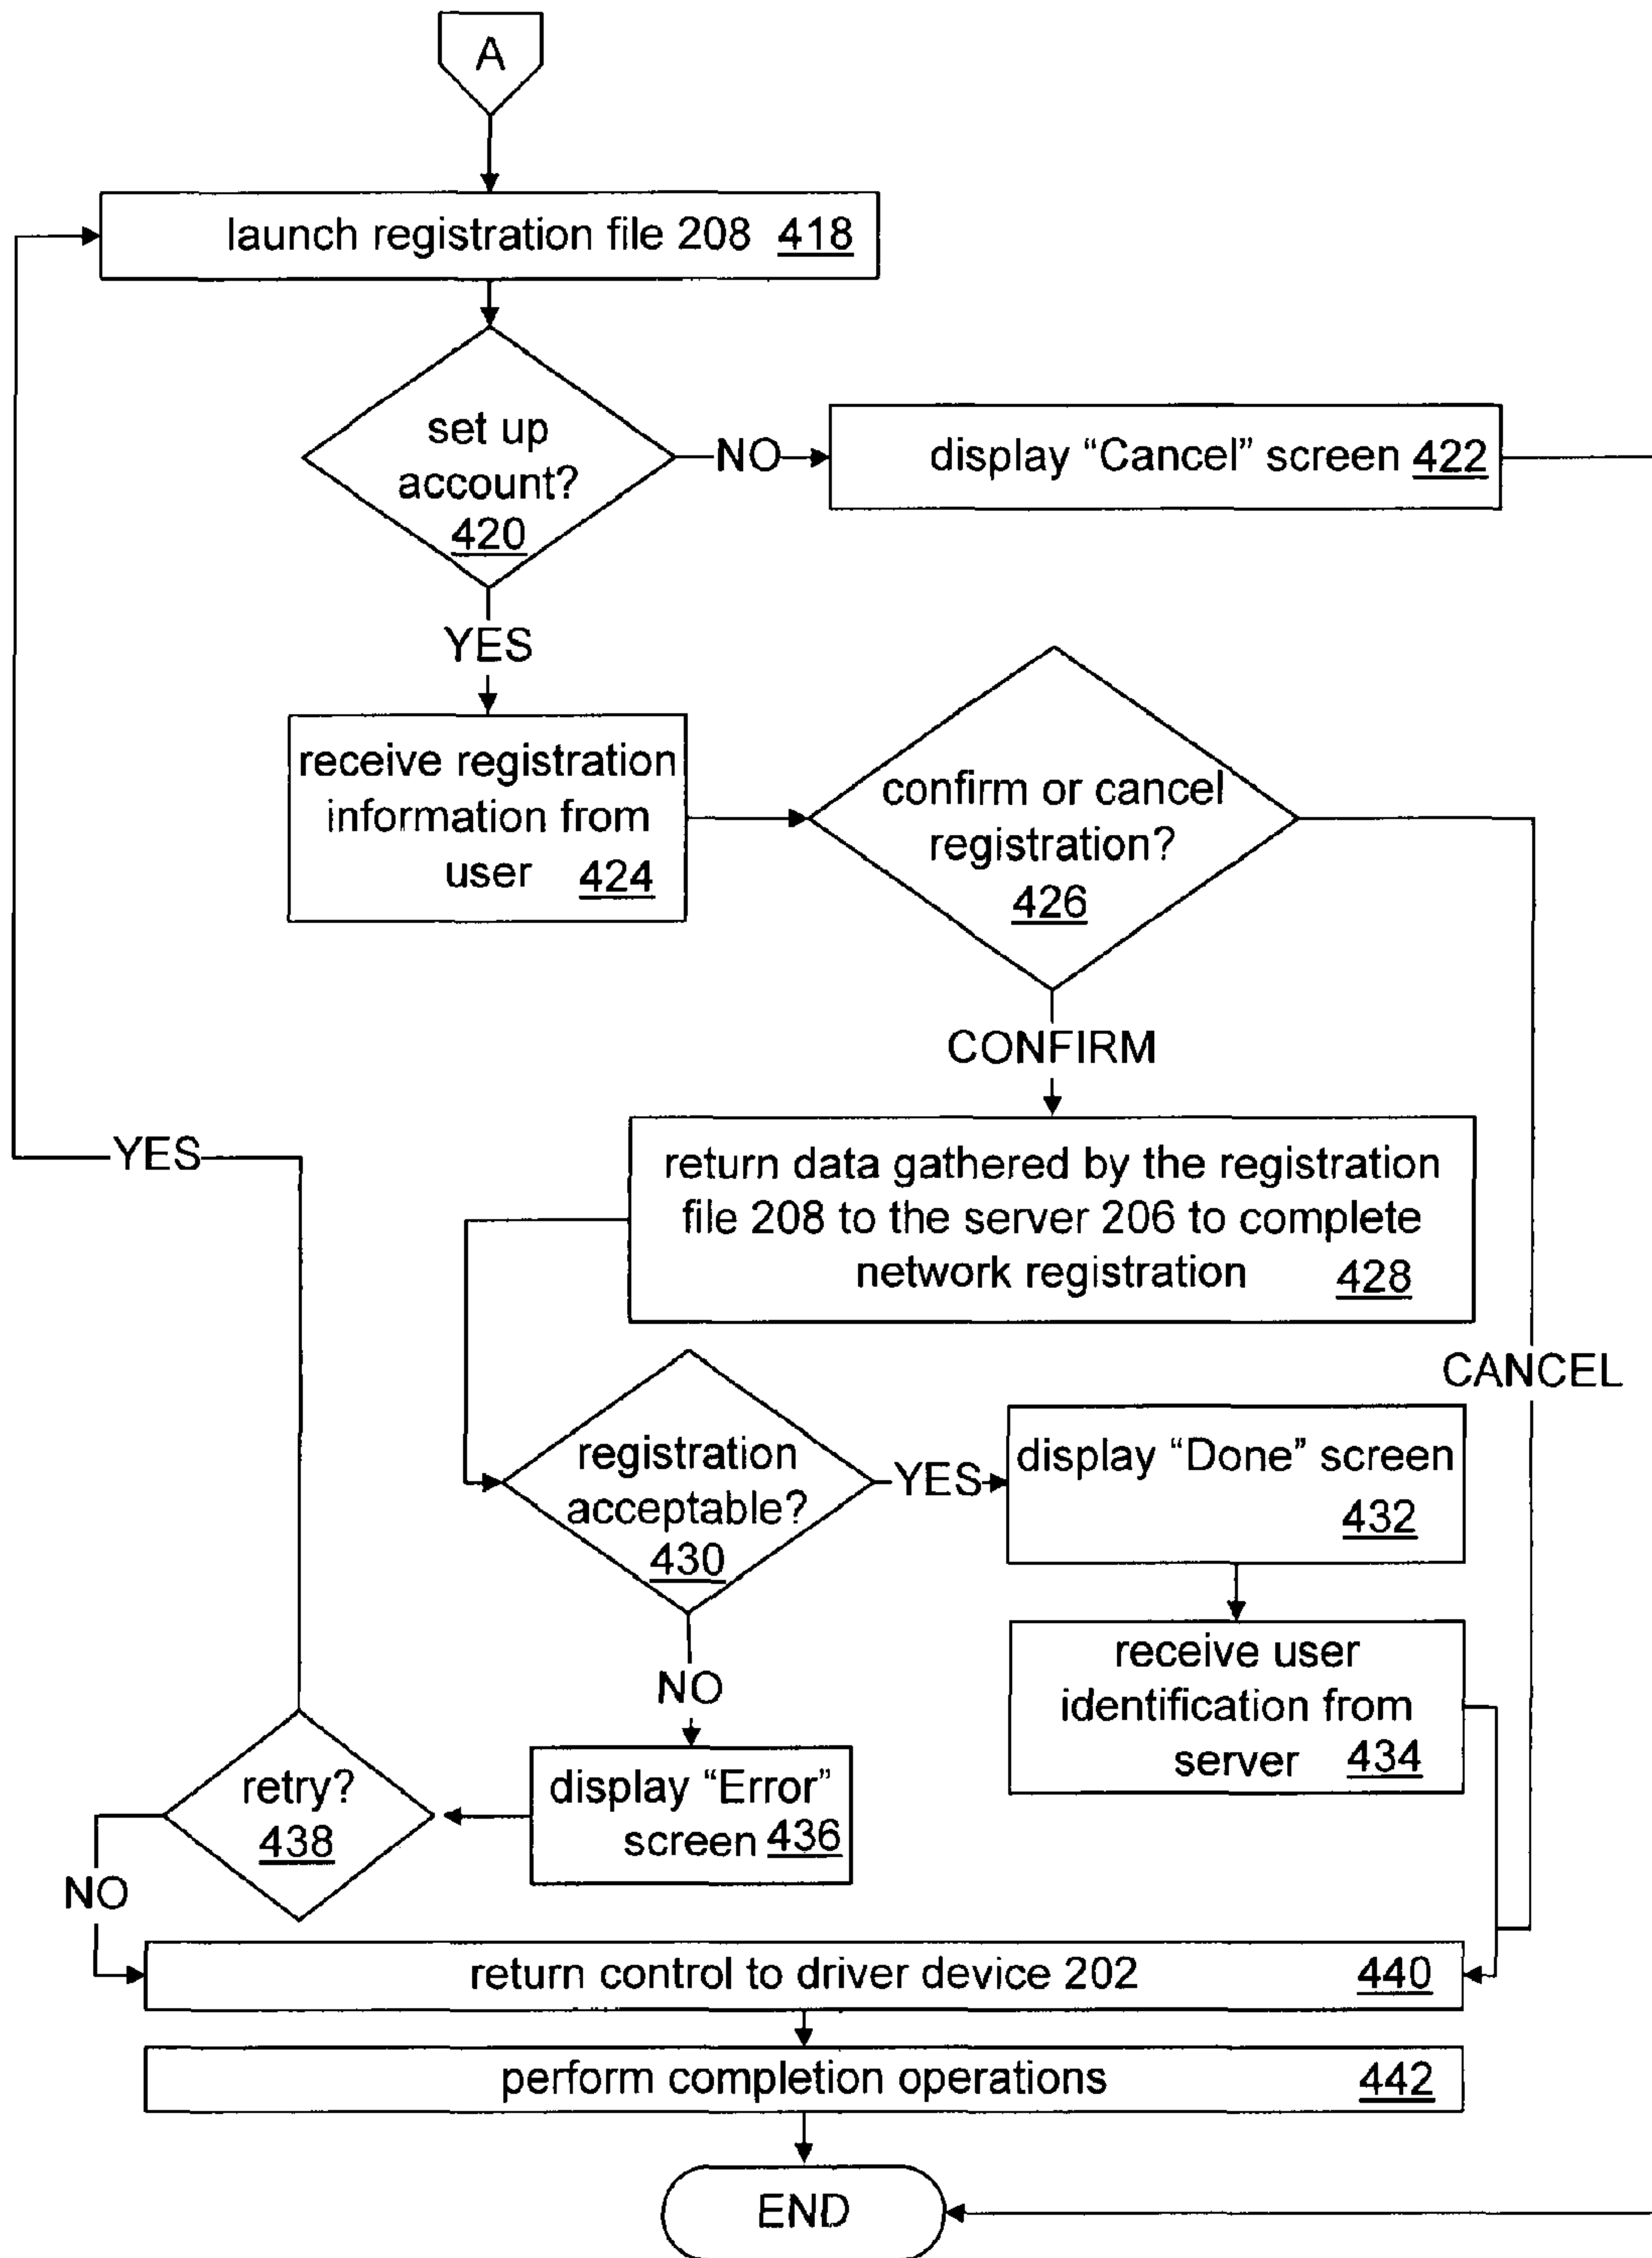 A
launch registration file 208 418
set up
account?
420
NO
display “Cancel” screen 422
YES
receive registration
information from
user 424
confirm or cancel
registration?
426
CONFIRM
CANCEL
return data gathered by the registration
file 208 to the server 206 to complete
network registration 428
YES
registration
acceptable?
430
YES
display “Done” screen
432
receive user
identification from
server 434
NO
display “Error”
screen 436
retry?
438
NO
return control to driver device 202 440
perform completion operations 442
END